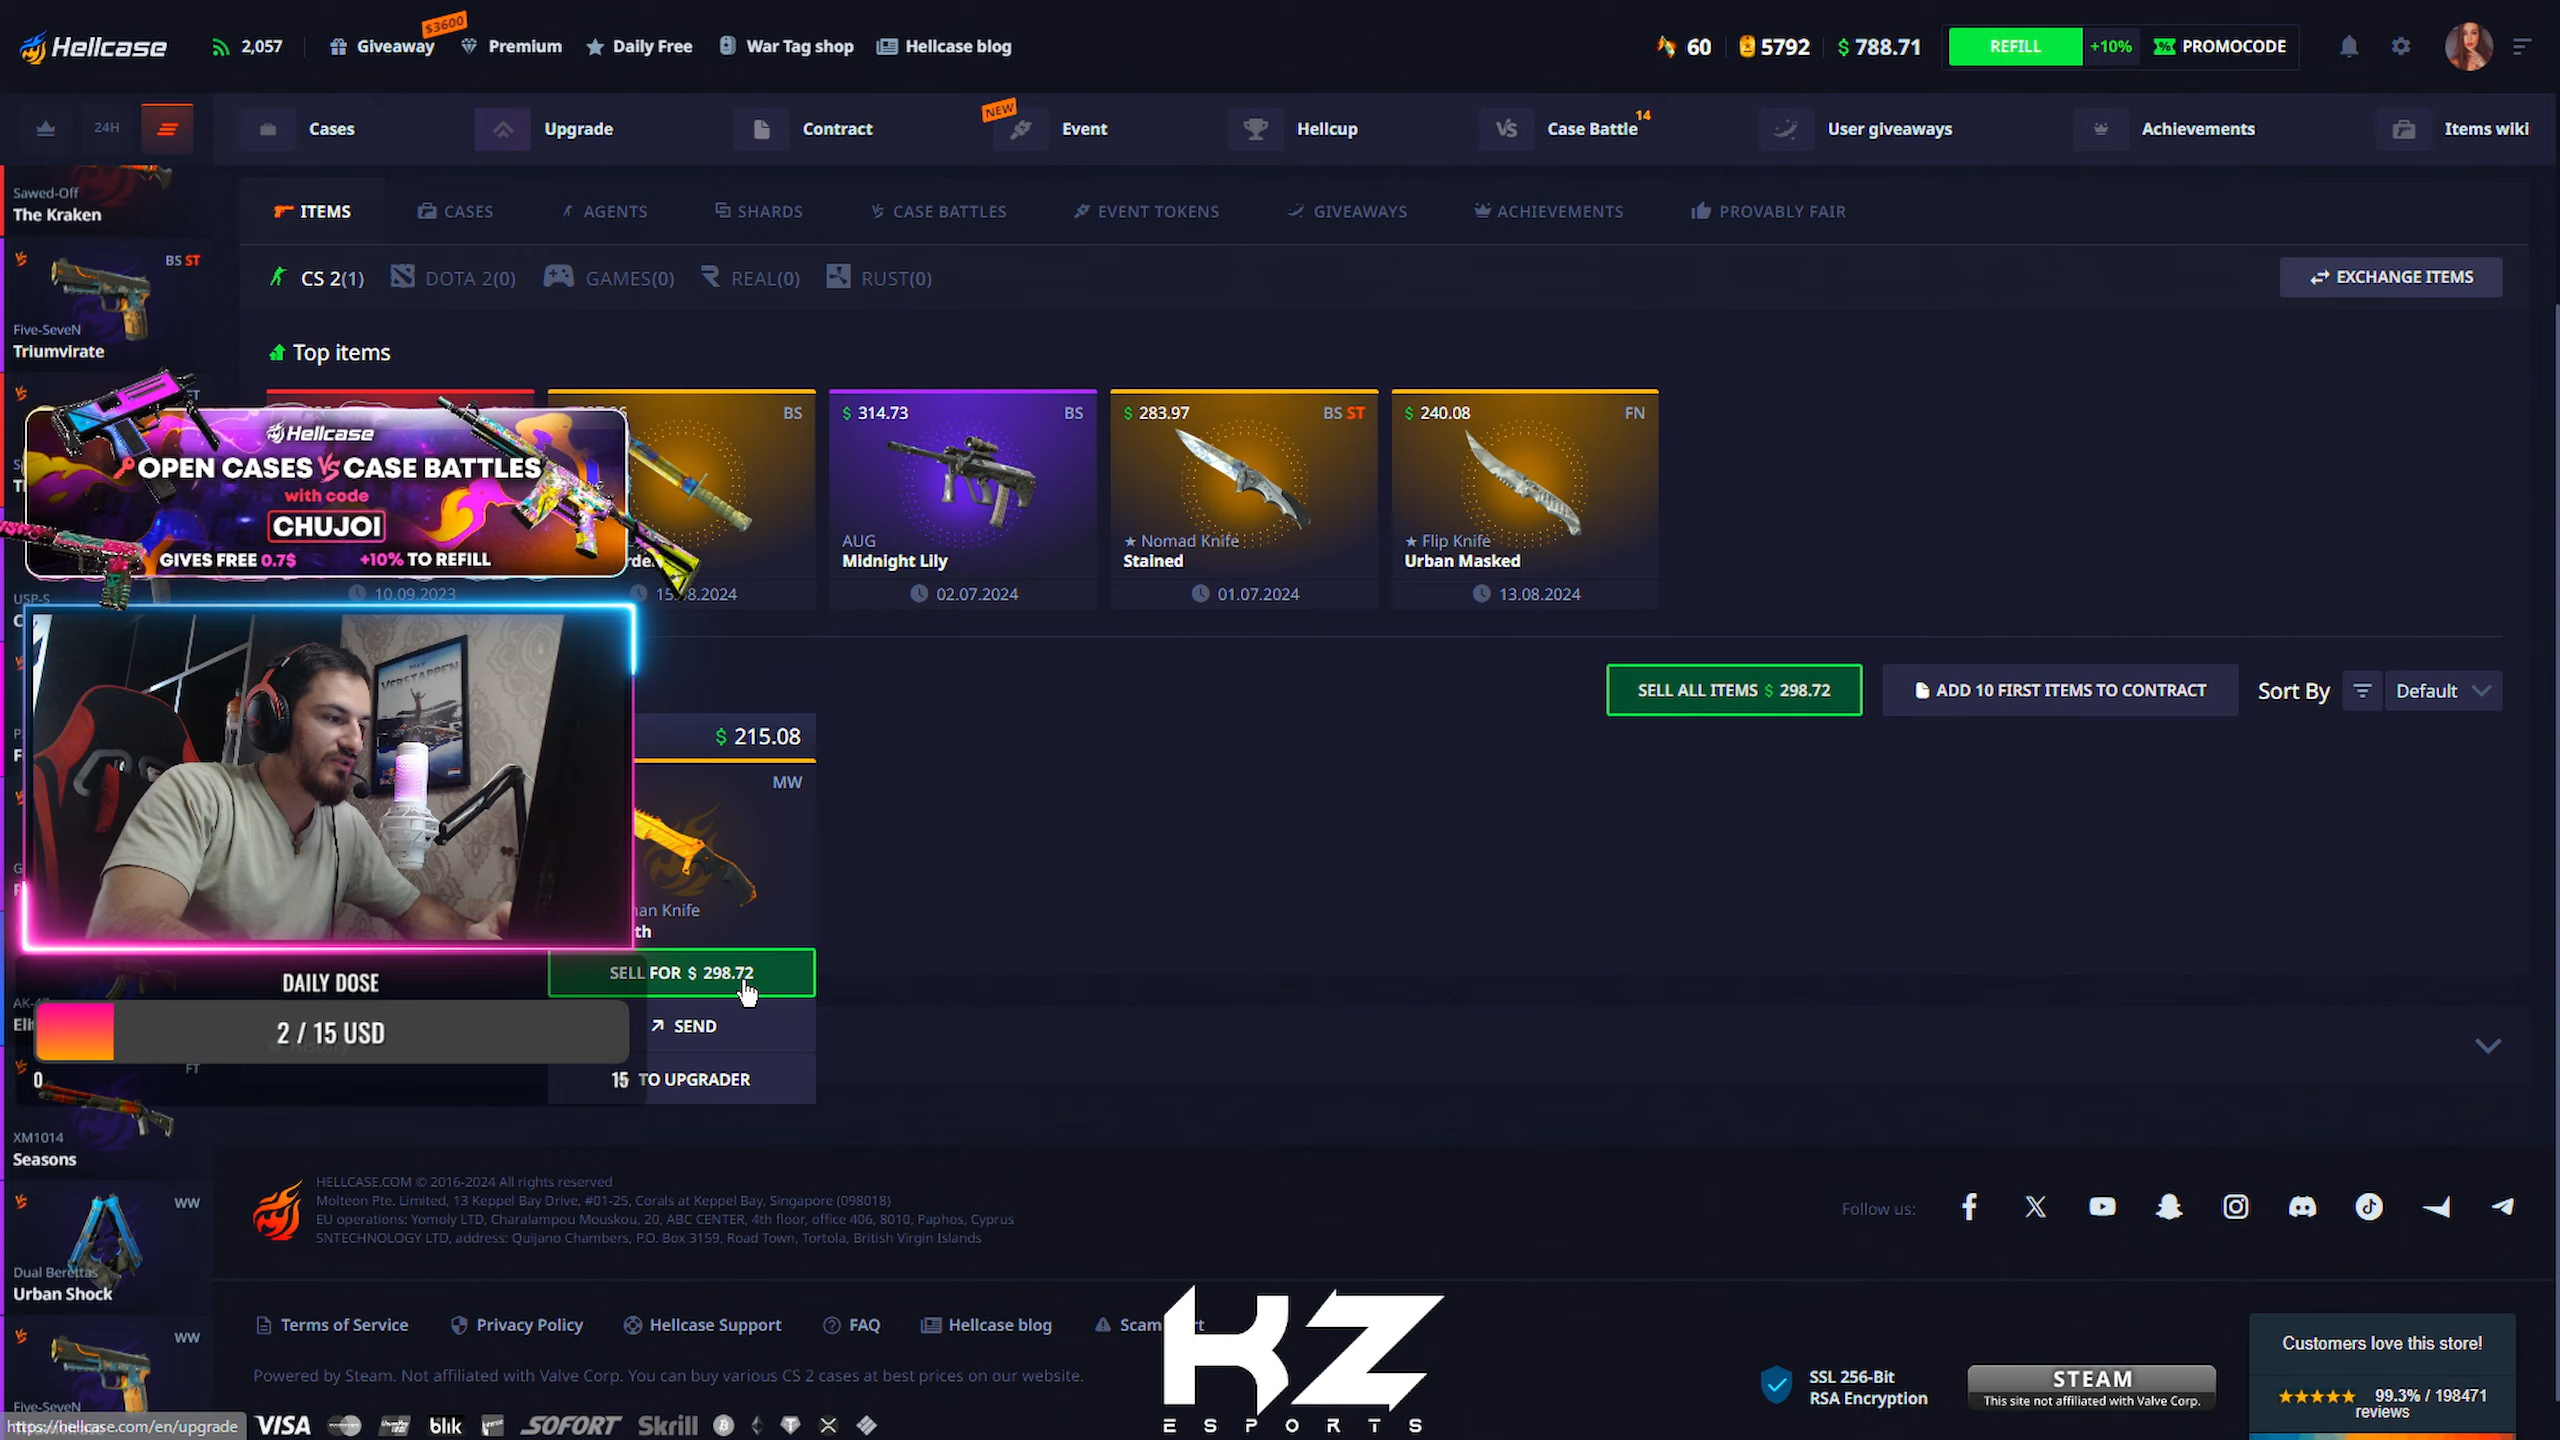 Hellcase
2,057
Giveaway
$3600
Premium
Daily Free
War Tag shop
Hellcase blog
60
5792
$ 788.71
REFILL
+10%
PROMOCODE
24H
Cases
Upgrade
Contract
NEW
Event
Hellcup
VS
Case Battle
14
User giveaways
Achievements
Items wiki
Sawed-Off
The Kraken
ITEMS
CASES
AGENTS
SHARDS
CASE BATTLES
EVENT TOKENS
GIVEAWAYS
ACHIEVEMENTS
PROVABLY FAIR
BS ST
Five-SeveN
Triumvirate
CS 2(1)
DOTA 2(0)
GAMES(0)
REAL(0)
RUST(0)
EXCHANGE ITEMS
Top items
BS
$ 314.73
BS
AUG
Midnight Lily
02.07.2024
$ 283.97
BS ST
★ Nomad Knife
Stained
01.07.2024
$ 240.08
FN
★ Flip Knife
Urban Masked
13.08.2024
10.09.2023
Hellcase
OPEN CASES VS CASE BATTLES
with code
CHUJOI
GIVES FREE 0.7$
+10% TO REFILL
USP-S
VERSTAPPEN
SELL ALL ITEMS $ 298.72
ADD 10 FIRST ITEMS TO CONTRACT
Sort By
Default
$ 215.08
MW
Knife
SELL FOR $ 298.72
SEND
TO UPGRADER
DAILY DOSE
2 / 15 USD
0
15
FT
XM1014
Seasons
WW
Dual Berettas
Urban Shock
WW
Five-SeveN
HELLCASE.COM © 2016-2024 All rights reserved
Molteon Pte. Limited, 13 Keppel Bay Drive, #01-25, Corals at Keppel Bay, Singapore (098018)
EU operations: Yomoly LTD, Charalampou Mouskou, 20, ABC CENTER, 4th floor, office 406, 8010, Paphos, Cyprus
SNTECHNOLOGY LTD, address: Quijano Chambers, P.O. Box 3159, Road Town, Tortola, British Virgin Islands
Follow us:
Terms of Service
Privacy Policy
Hellcase Support
FAQ
Hellcase blog
Scam
KZ
ESPORTS
Powered by Steam. Not affiliated with Valve Corp. You can buy various CS 2 cases at best prices on our website.
SSL 256-Bit
RSA Encryption
STEAM
This site not affiliated with Valve Corp.
Customers love this store!
★★★★★ 99.3% / 198471
reviews
https://hellcase.com/en/upgrade
VISA
blik
SOFORT
Skrill